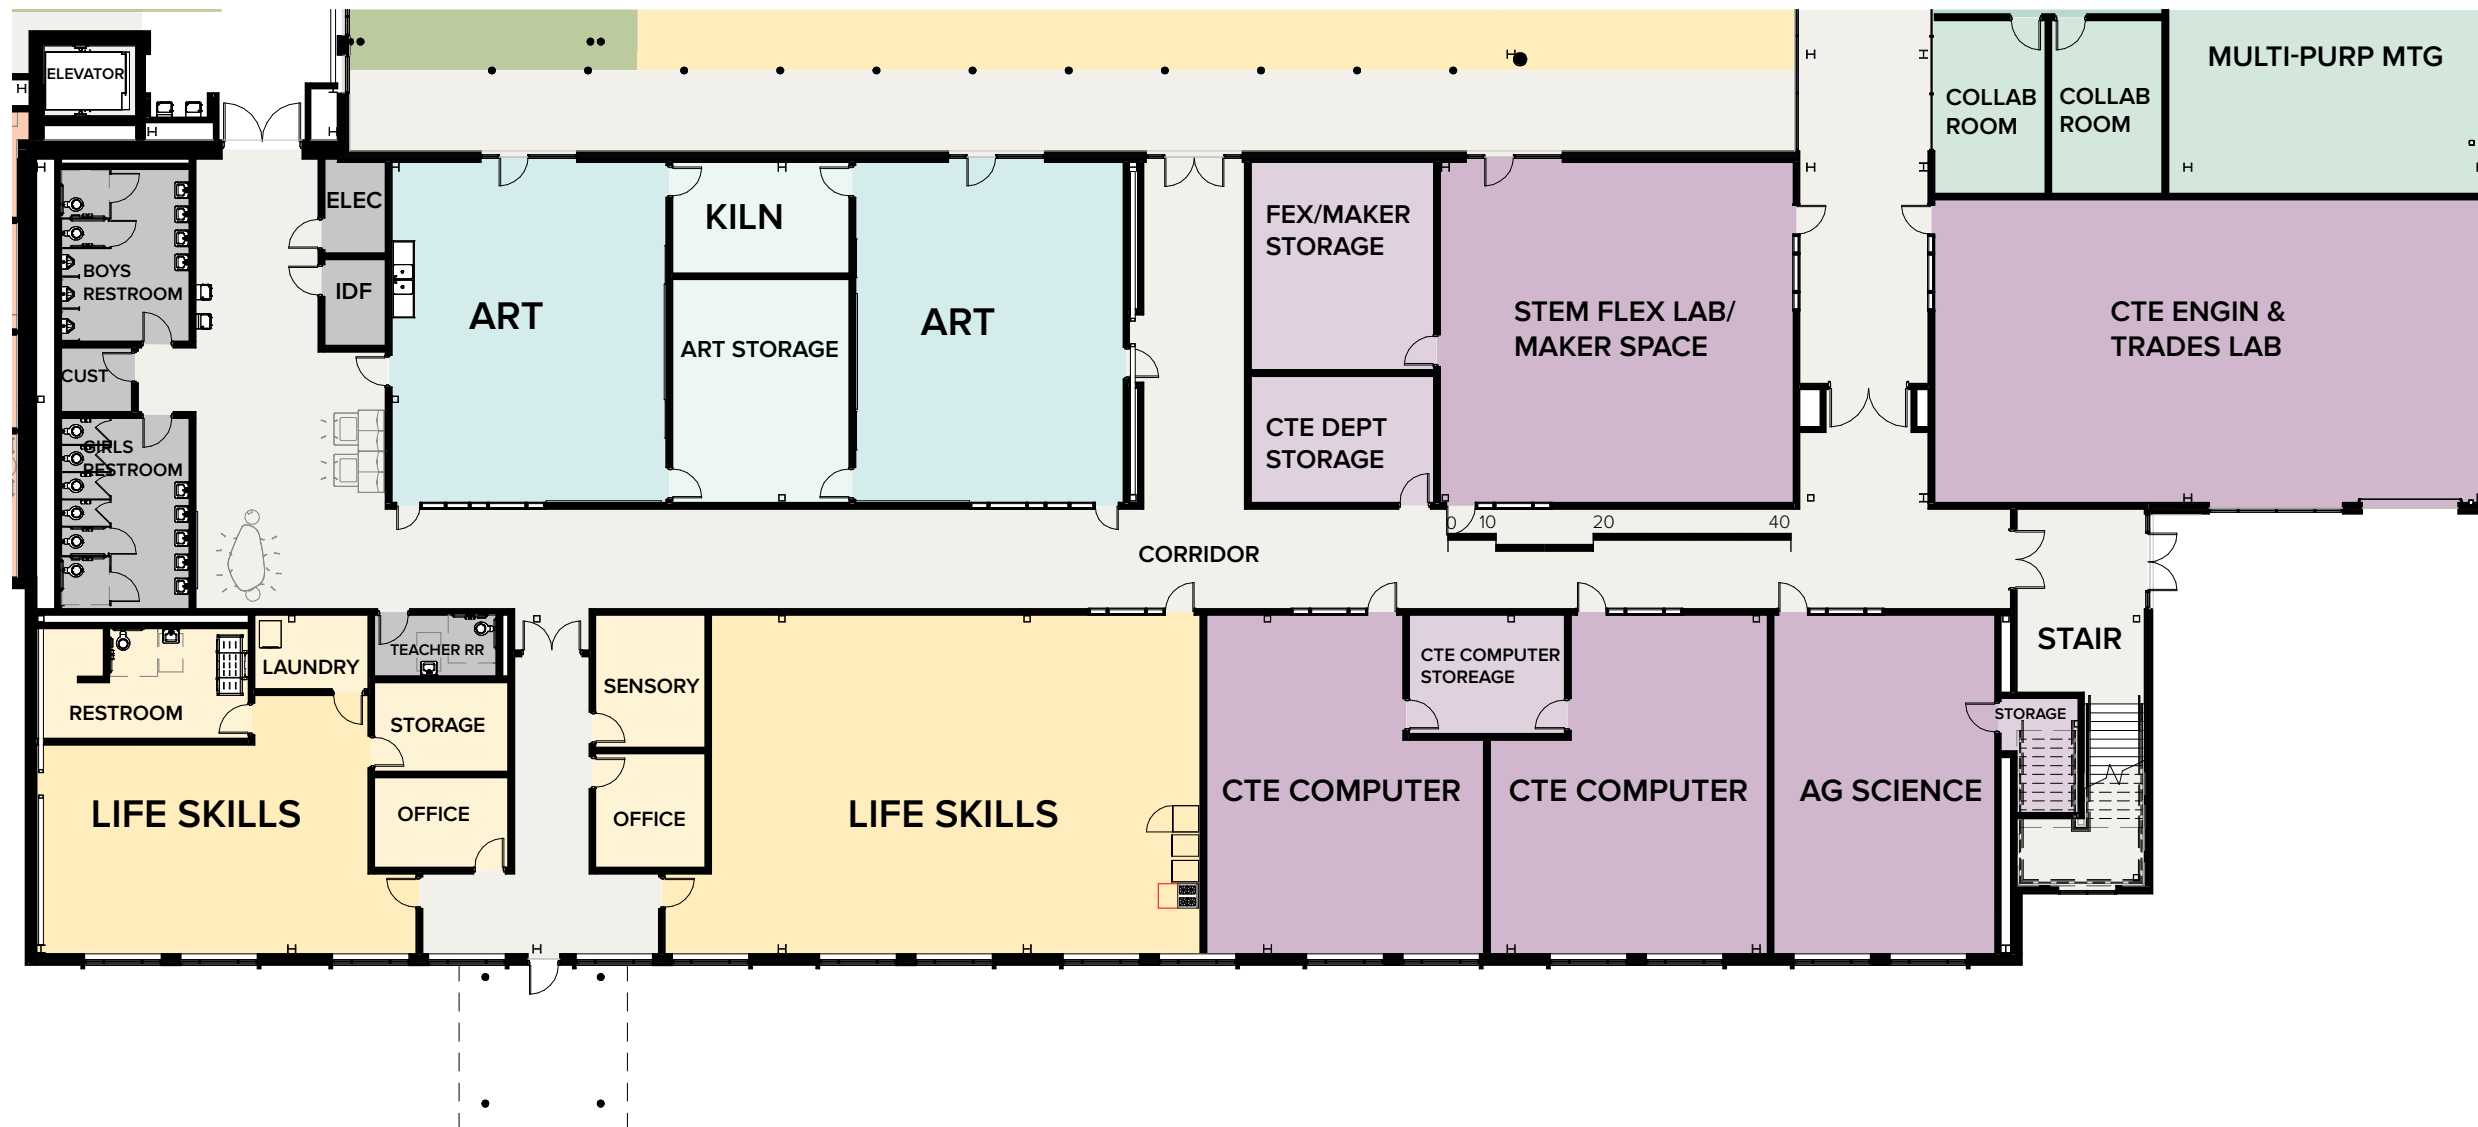 ELEVATOR
MULTI-PURP MTG
COLLAB
ROOM
COLLAB
ROOM
ELEC
KILN
FEX/MAKER
STORAGE
BOYS
RESTROOM
IDF
ART
ART
STEM FLEX LAB/
MAKER SPACE
CTE ENGIN &
TRADES LAB
ART STORAGE
CUST
CTE DEPT
STORAGE
GIRLS
RESTROOM
0 10 20 40
CORRIDOR
STAIR
TEACHER RR
LAUNDRY
CTE COMPUTER
STOREAGE
SENSORY
RESTROOM
STORAGE
STORAGE
CTE COMPUTER
CTE COMPUTER
AG SCIENCE
LIFE SKILLS
OFFICE
OFFICE
LIFE SKILLS